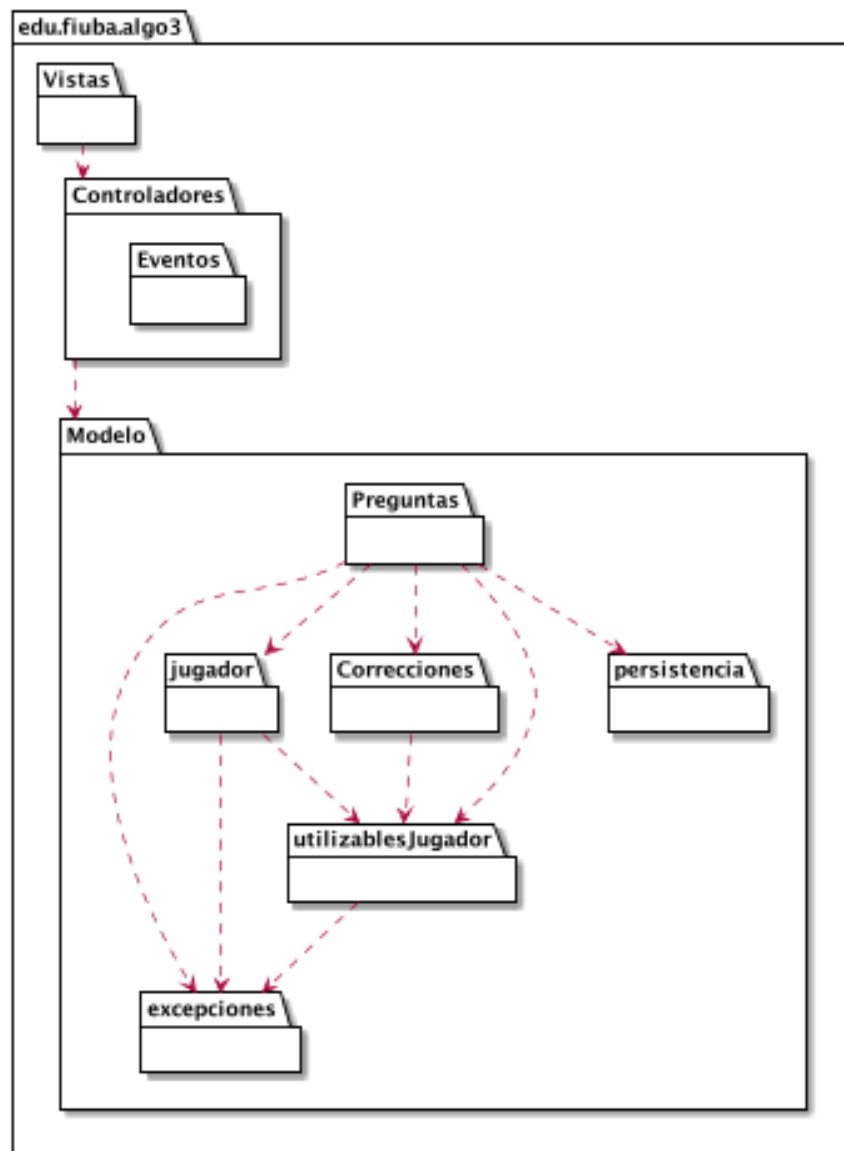 edu.fiuba.algo3
Vistas
Controladores
Eventos
Modelo
Preguntas
jugador
Correcciones
persistencia
utilizablesJugador
excepciones